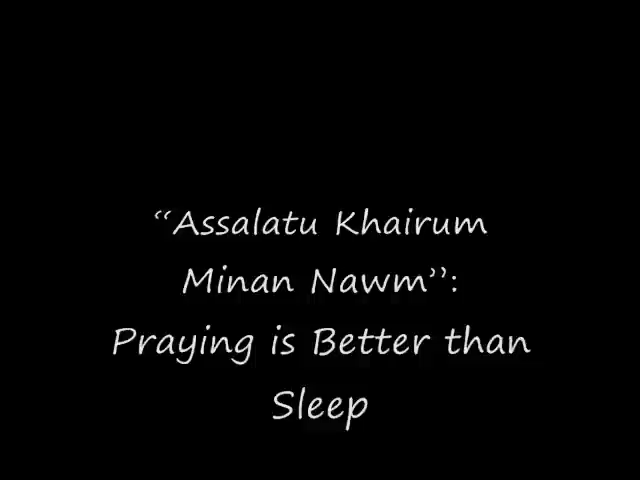 “Assalatu Khairum
Minan Nawm”:
Praying is Better than
Sleep